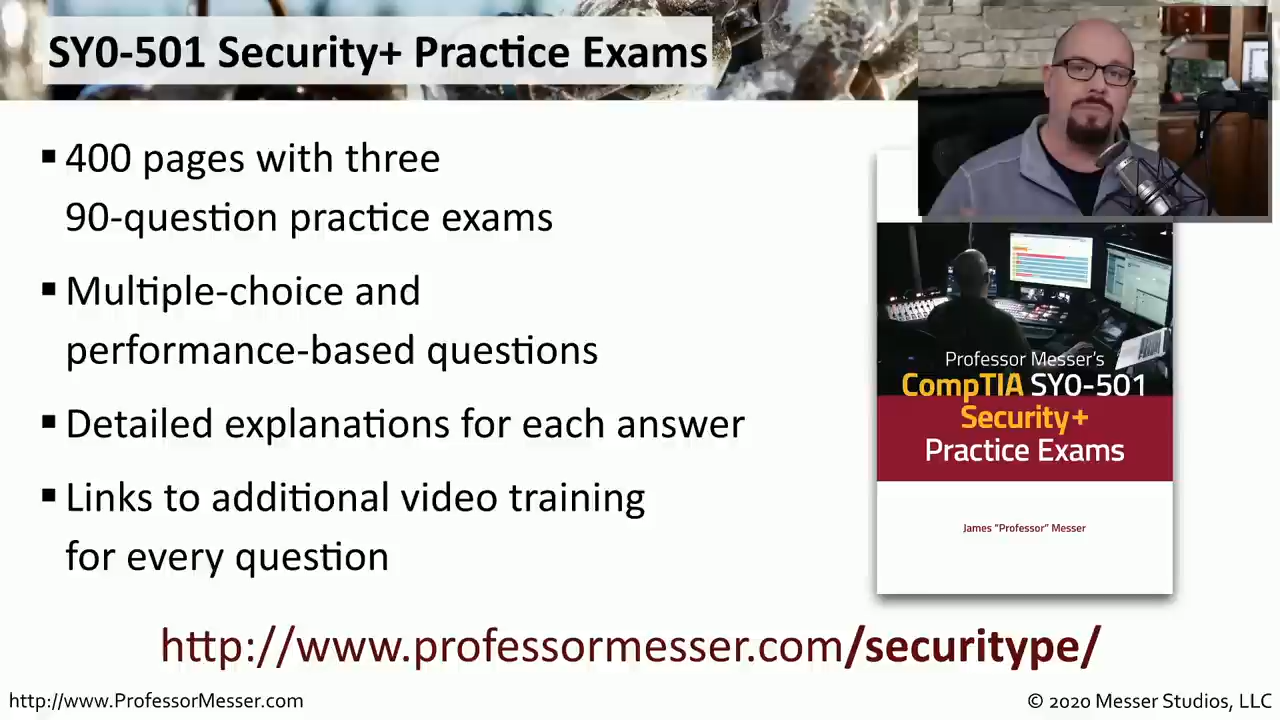 SY0-501 Security+ Practice Exams
▪ 400 pages with three
90-question practice exams
▪ Multiple-choice and
performance-based questions
▪ Detailed explanations for each answer
▪ Links to additional video training
for every question
Professor Messer's
CompTIA SY0-501
Security+
Practice Exams
James "Professor" Messer
http://www.professormesser.com/securitype/
http://www.ProfessorMesser.com
© 2020 Messer Studios, LLC